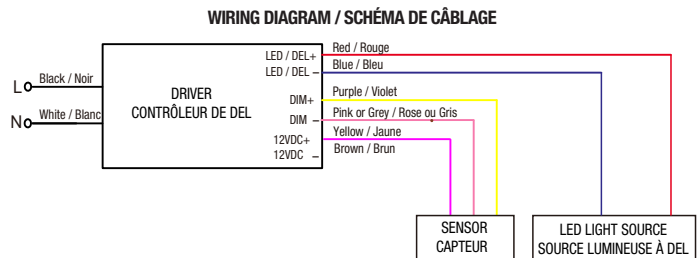 WIRING DIAGRAM / SCHÉMA DE CÂBLAGE
L
Black / Noir
N
White / Blanc
DRIVER
CONTRÔLEUR DE DEL
LED / DEL+
LED / DEL –
DIM+
DIM –
12VDC+
12VDC –
Red / Rouge
Blue / Bleu
Purple / Violet
Pink or Grey / Rose ou Gris
Yellow / Jaune
Brown / Brun
SENSOR
CAPTEUR
LED LIGHT SOURCE
SOURCE LUMINEUSE À DEL